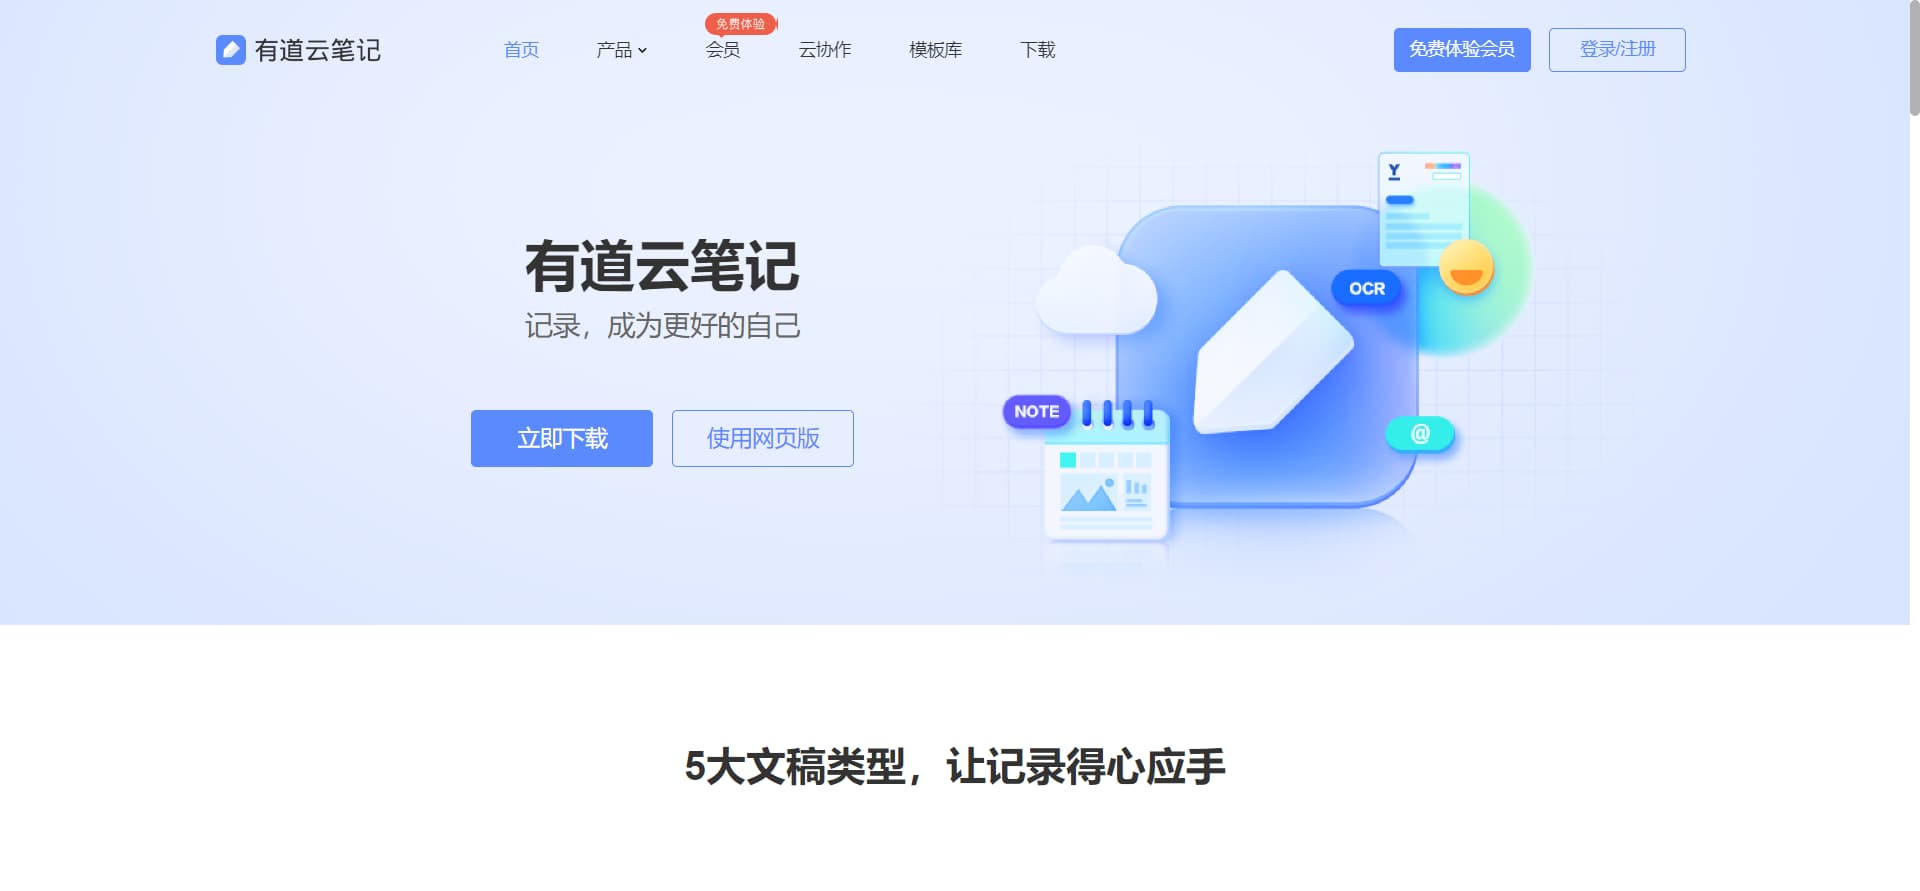 免费体验
有道云笔记
首页
产品
会员
云协作
模板库
下载
免费体验会员
登录/注册
Y
有道云笔记
OCR
记录，成为更好的自己
NOTE
@
立即下载
使用网页版
5大文稿类型，让记录得心应手